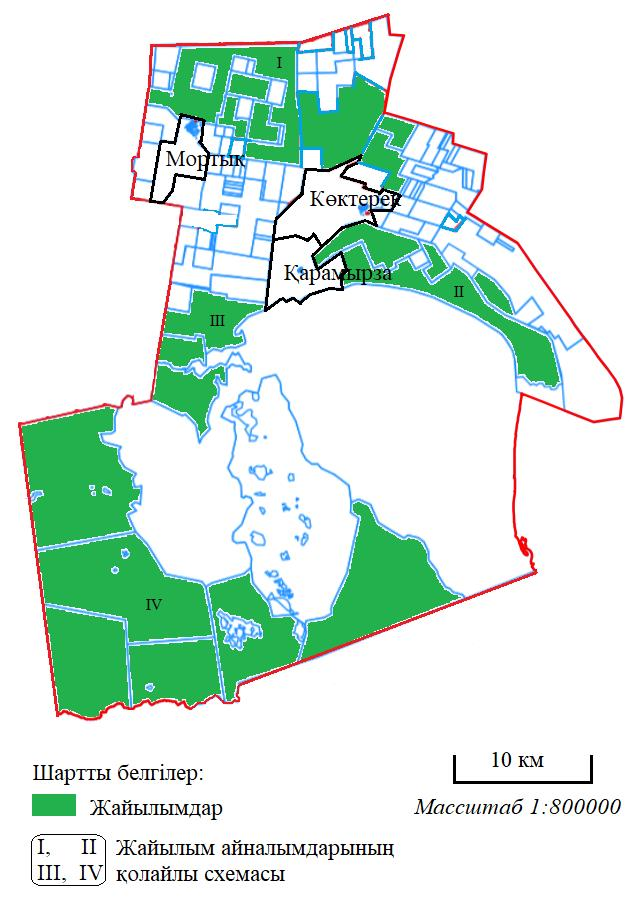 I
Мортық
Көктерек
Қарамырза
II
III
IV
10 км
Шартты белгілер:
Масштаб 1:800000
Жайылымдар
I, II
III, IV
Жайылым айналымдарының
қолайлы схемасы